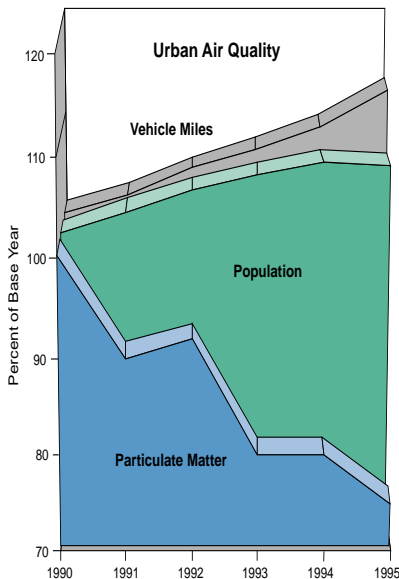 Urban Air Quality
Vehicle Miles
Population
Particulate Matter
Percent of Base Year
120
110
100
90
80
70
1990
1991
1992
1993
1994
1995